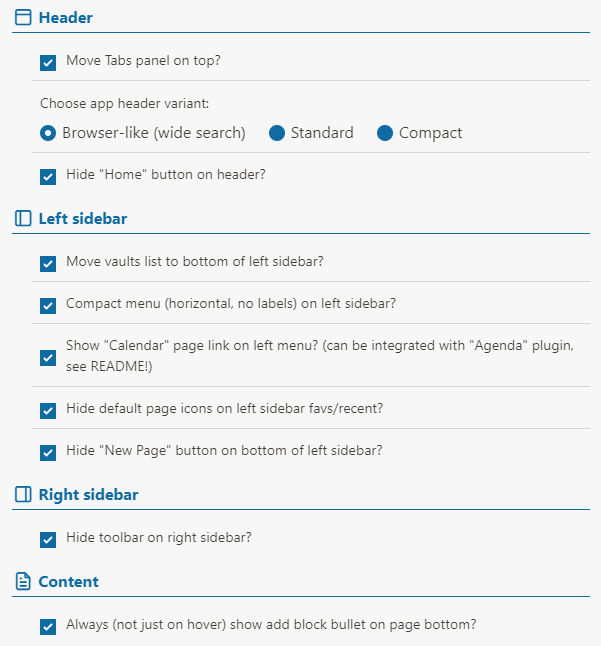 Header
Move Tabs panel on top?
Choose app header variant:
Browser-like (wide search) Standard Compact
Hide "Home" button on header?
Left sidebar
Move vaults list to bottom of left sidebar?
Compact menu (horizontal, no labels) on left sidebar?
Show "Calendar" page link on left menu? (can be integrated with "Agenda" plugin,
see README!)
Hide default page icons on left sidebar favs/recent?
Hide "New Page" button on bottom of left sidebar?
Right sidebar
Hide toolbar on right sidebar?
Content
Always (not just on hover) show add block bullet on page bottom?